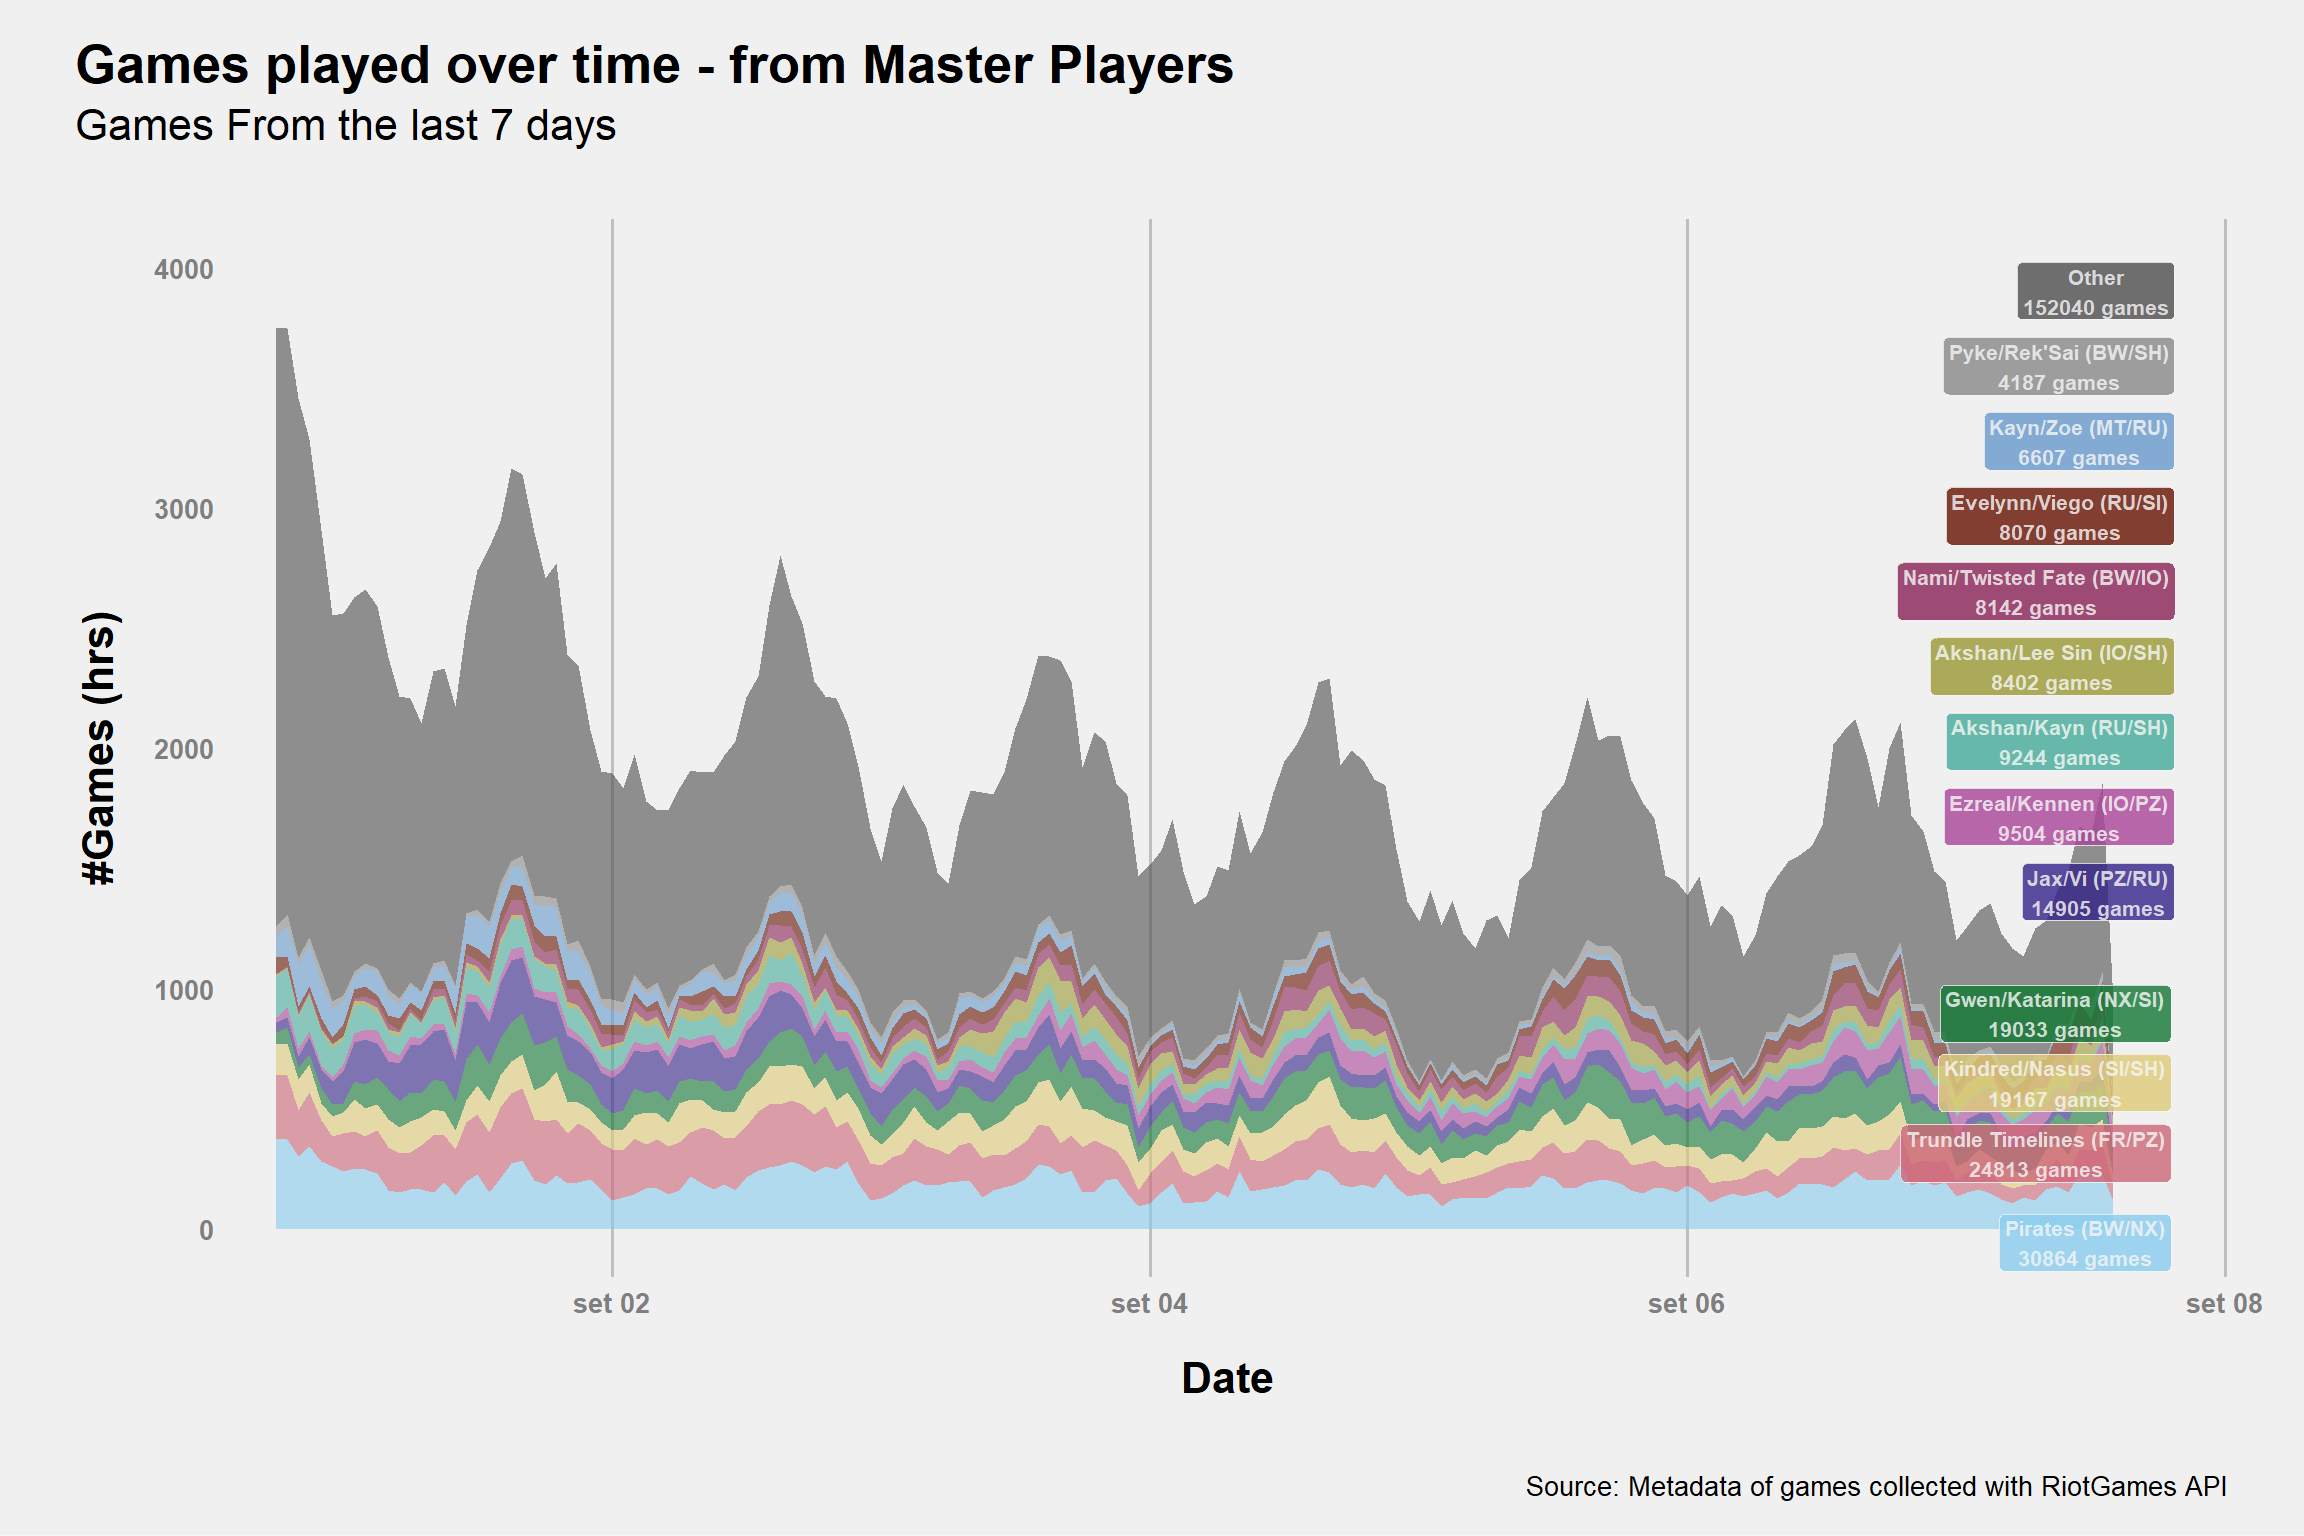 Games played over time - from Master Players
Games From the last 7 days
#Games (hrs)
4000
3000
2000
1000
0
Other
152040 games
Pyke/Rek'Sai (BW/SH)
4187 games
Kayn/Zoe (MT/RU)
6607 games
Evelynn/Viego (RU/SI)
8070 games
Nami/Twisted Fate (BW/IO)
8142 games
Akshan/Lee Sin (IO/SH)
8402 games
Akshan/Kayn (RU/SH)
9244 games
Ezreal/Kennen (IO/PZ)
9504 games
Jax/Vi (PZ/RU)
14905 games
Gwen/Katarina (NX/SI)
19033 games
Kindred/Nasus (SI/SH)
19167 games
Trundle Timelines (FR/PZ)
24813 games
Pirates (BW/NX)
30864 games
set 02
set 04
set 06
set 08
Date
Source: Metadata of games collected with RiotGames API